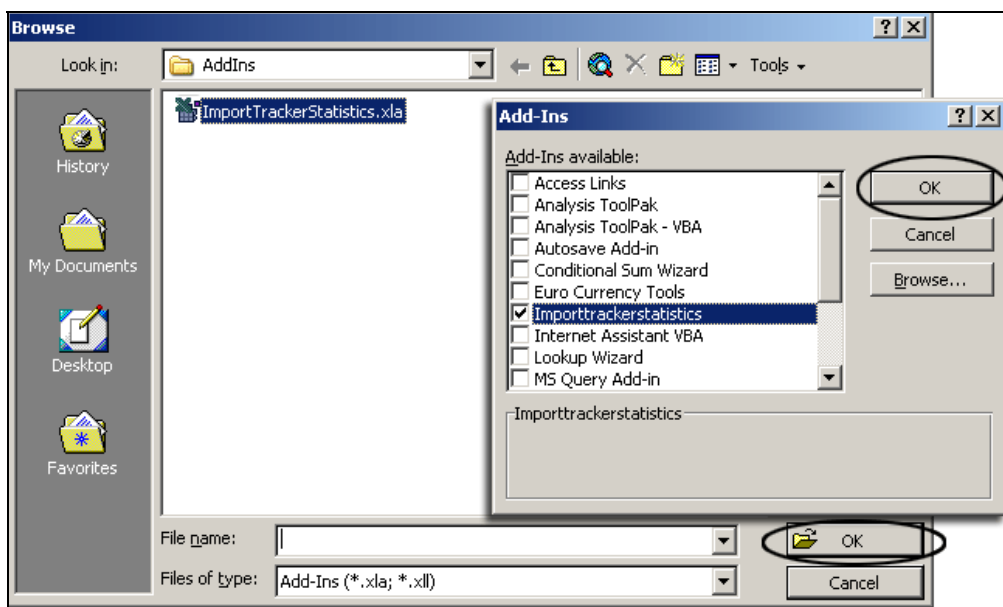 Browse
Look in:
AddIns
Tools
History
My Documents
Desktop
Favorites
ImportTrackerStatistics.xla
File name:
OK
Files of type:
Add-Ins (*.xla; *.xll)
Cancel
Add-Ins
Add-Ins available:
Access Links
Analysis ToolPak
Analysis ToolPak - VBA
Autosave Add-in
Conditional Sum Wizard
Euro Currency Tools
Importtrackerstatistics
Internet Assistant VBA
Lookup Wizard
MS Query Add-in
OK
Cancel
Browse...
Importtrackerstatistics